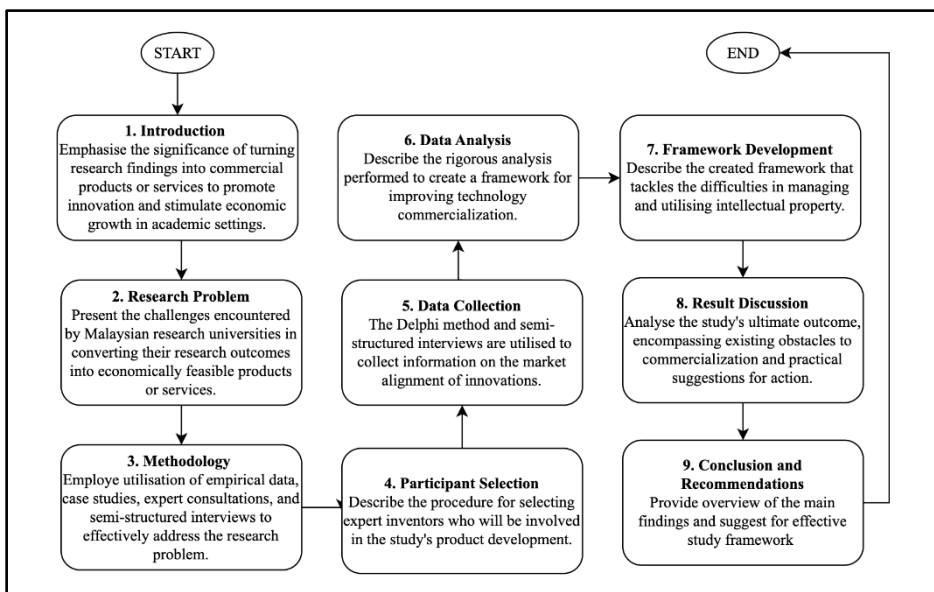 START
1. Introduction
Emphasise the significance of turning
research findings into commercial
products or services to promote
innovation and stimulate economic
growth in academic settings.
2. Research Problem
Present the challenges encountered
by Malaysian research universities in
converting their research outcomes
into economically feasible products
or services.
3. Methodology
Employe utilisation of empirical data,
case studies, expert consultations, and
semi-structured interviews to
effectively address the research
problem.
4. Participant Selection
Describe the procedure for selecting
expert inventors who will be involved
in the study's product development.
5. Data Collection
The Delphi method and semi-
structured interviews are utilised to
collect information on the market
alignment of innovations.
6. Data Analysis
Describe the rigorous analysis
performed to create a framework for
improving technology
commercialization.
7. Framework Development
Describe the created framework that
tackles the difficulties in managing
and utilising intellectual property.
8. Result Discussion
Analyse the study's ultimate outcome,
encompassing existing obstacles to
commercialization and practical
suggestions for action.
9. Conclusion and
Recommendations
Provide overview of the main
findings and suggest for effective
study framework
END